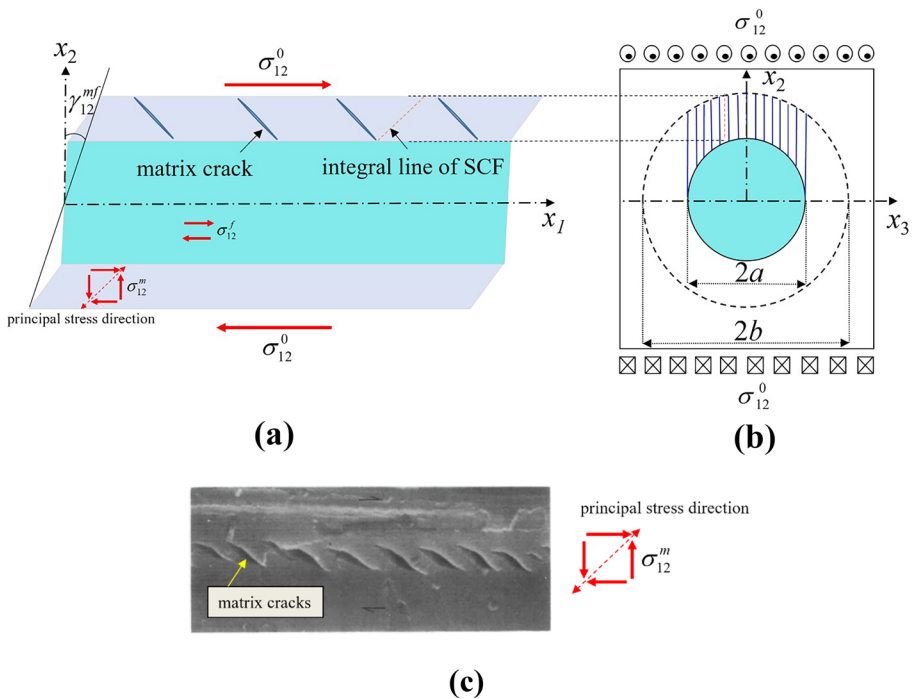 σ₁₂⁰
x₂
γ₁₂ᵐᶠ
matrix crack
integral line of SCF
x₁
σ₁₂ᶠ
σ₁₂ᵐ
principal stress direction
σ₁₂⁰
(a)
σ₁₂⁰
x₂
x₃
2a
2b
σ₁₂⁰
(b)
matrix cracks
principal stress direction
σ₁₂ᵐ
(c)